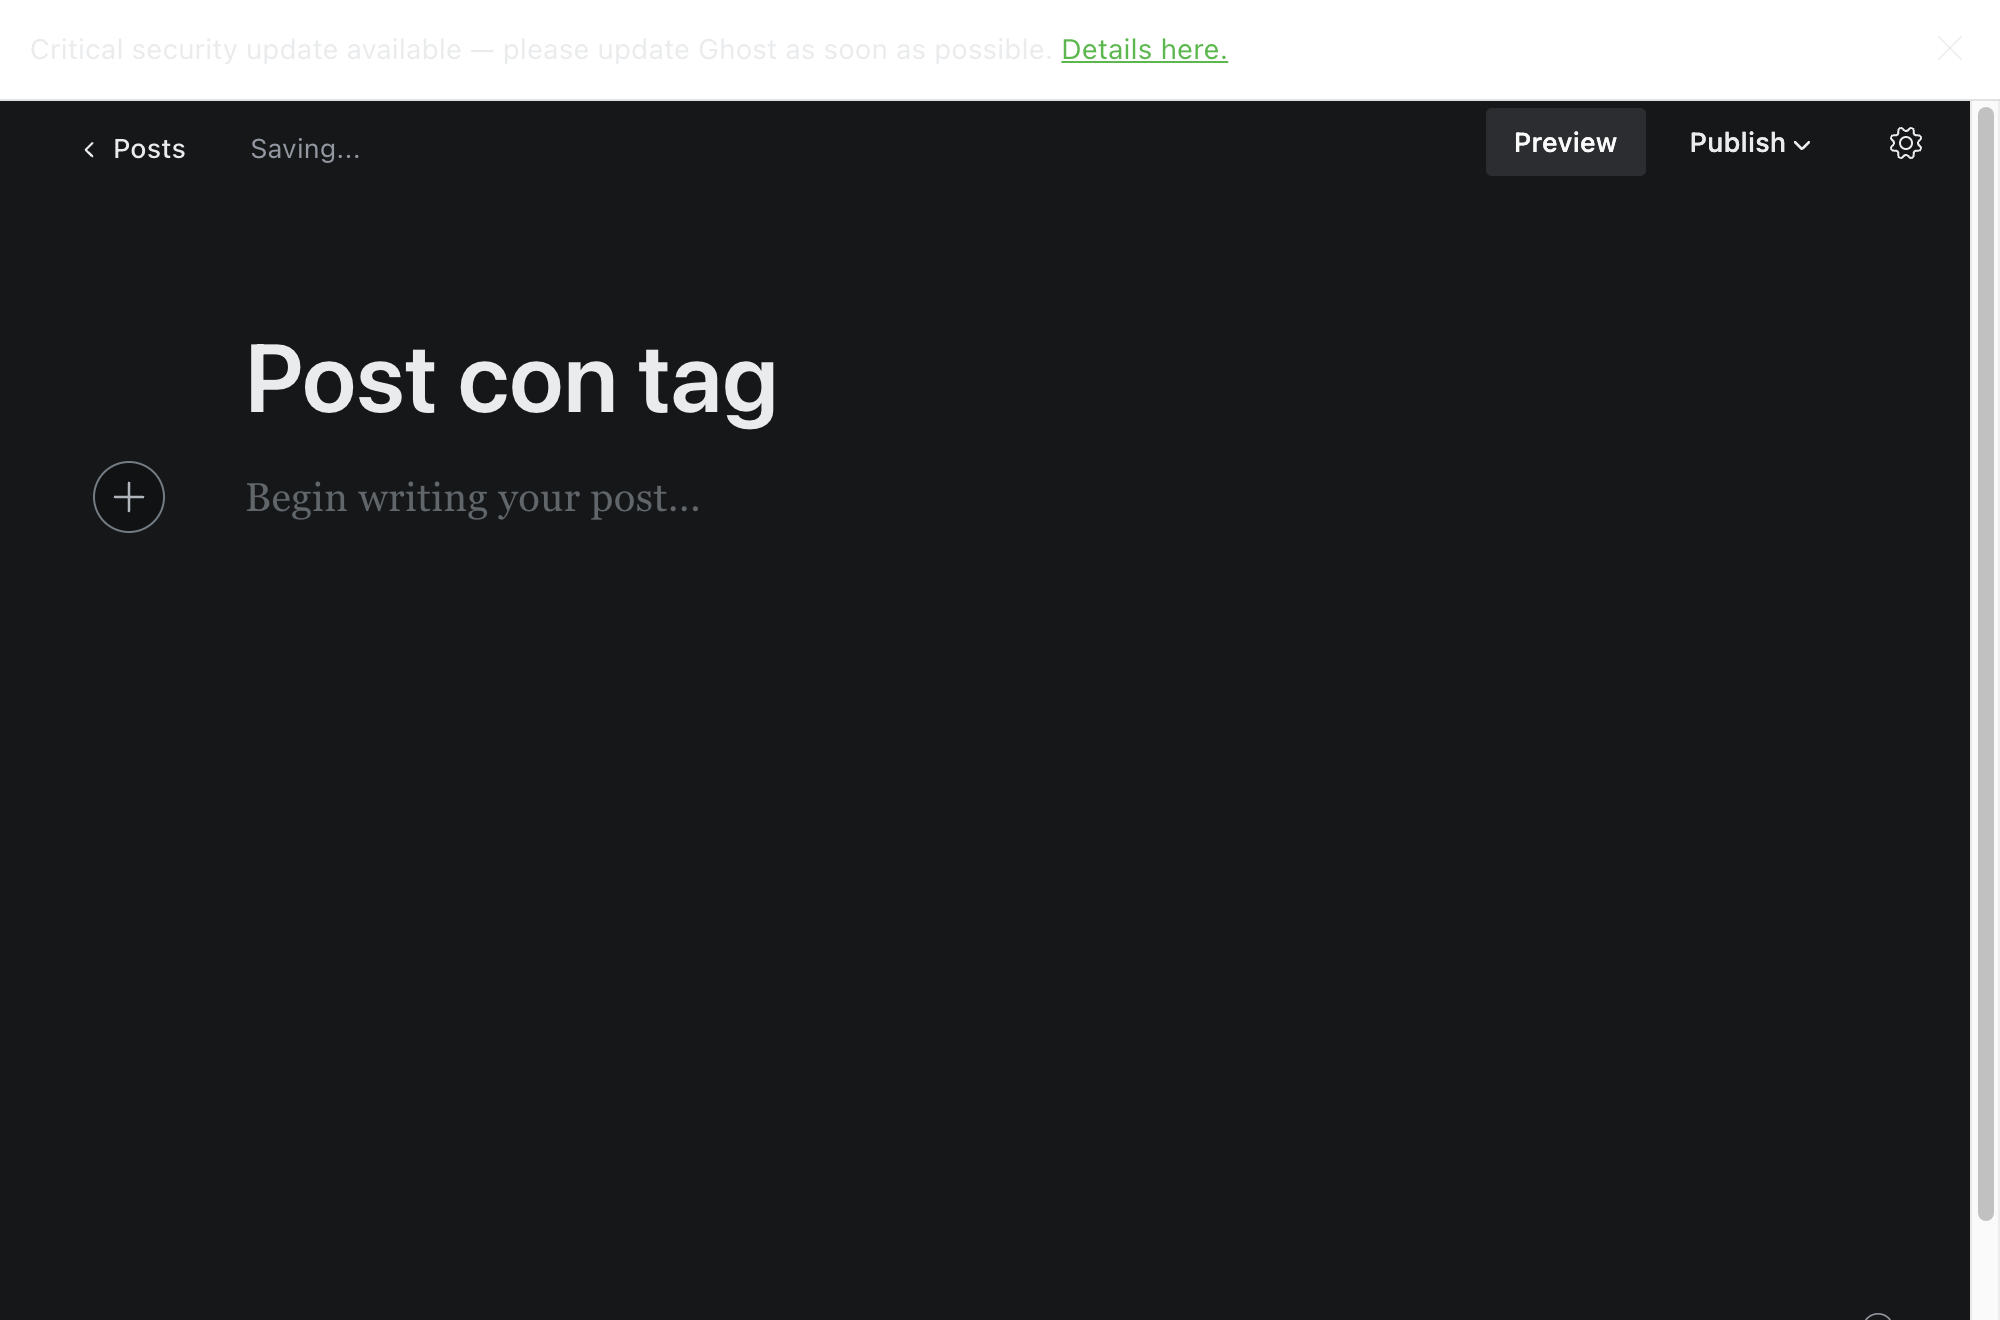 Critical security update available — please update Ghost as soon as possible. Details here.
Posts
Saving...
Preview
Publish
Post con tag
Begin writing your post...